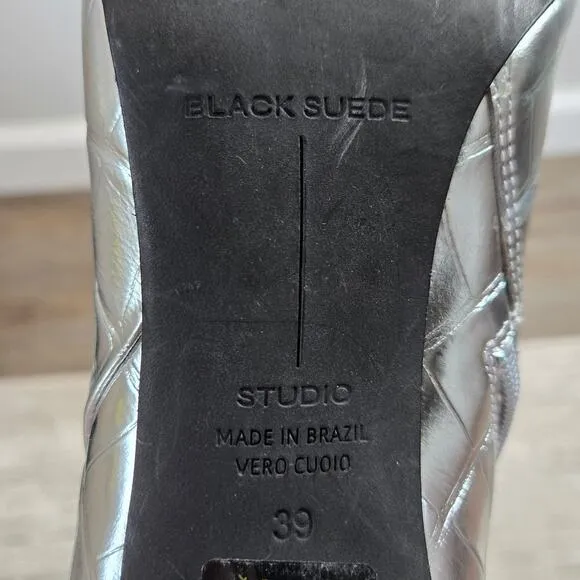 BLACK SUEDE
STUDIO
MADE IN BRAZIL
VERO CUOIO
39